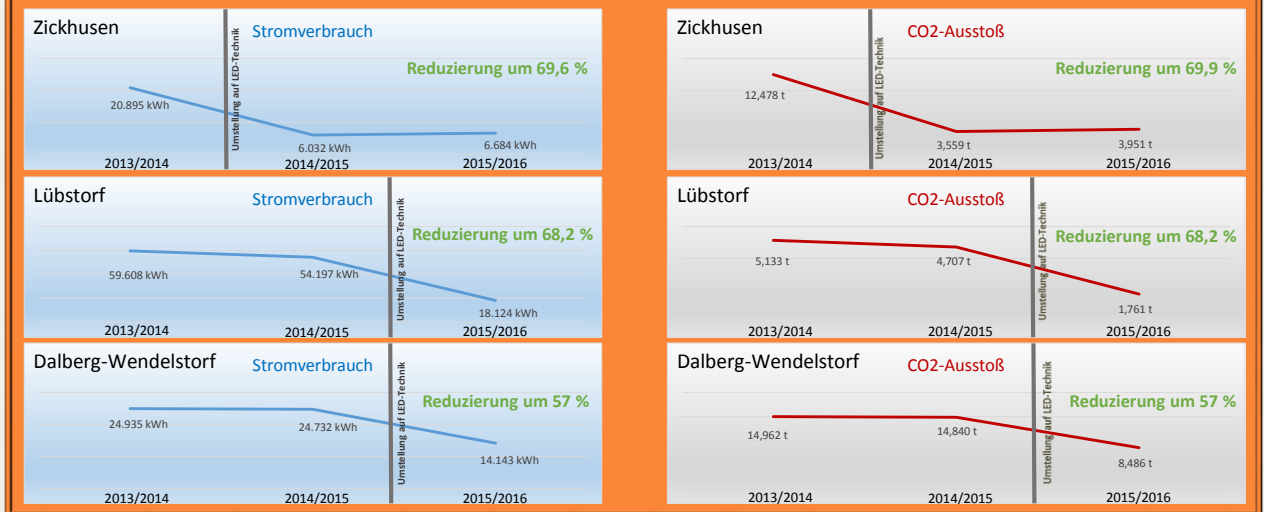 Zickhusen
Stromverbrauch
Umstellung auf LED-Technik
Reduzierung um 69,6 %
20.895 kWh
6.032 kWh
6.684 kWh
2013/2014
2014/2015
2015/2016
Zickhusen
CO2-Ausstoß
Umstellung auf LED-Technik
Reduzierung um 69,9 %
12,478 t
3,559 t
3,951 t
2013/2014
2014/2015
2015/2016
Lübstorf
Stromverbrauch
Umstellung auf LED-Technik
Reduzierung um 68,2 %
59.608 kWh
54.197 kWh
18.124 kWh
2013/2014
2014/2015
2015/2016
Lübstorf
CO2-Ausstoß
Umstellung auf LED-Technik
Reduzierung um 68,2 %
5,133 t
4,707 t
1,761 t
2013/2014
2014/2015
2015/2016
Dalberg-Wendelstorf
Stromverbrauch
Umstellung auf LED-Technik
Reduzierung um 57 %
24.935 kWh
24.732 kWh
14.143 kWh
2013/2014
2014/2015
2015/2016
Dalberg-Wendelstorf
CO2-Ausstoß
Umstellung auf LED-Technik
Reduzierung um 57 %
14,962 t
14,840 t
8,486 t
2013/2014
2014/2015
2015/2016